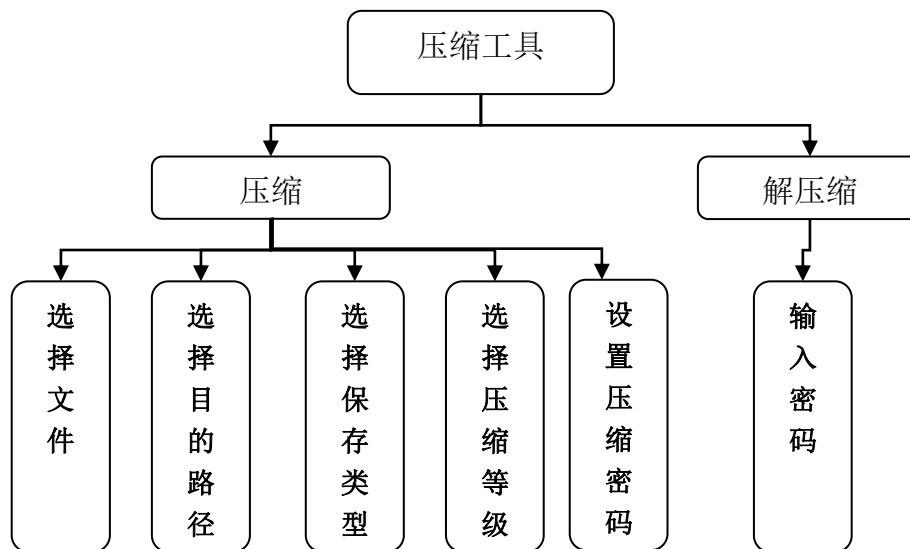 压缩工具
压缩
解压缩
选择文件
选择目的路径
选择保存类型
选择压缩等级
设置压缩密码
输入密码